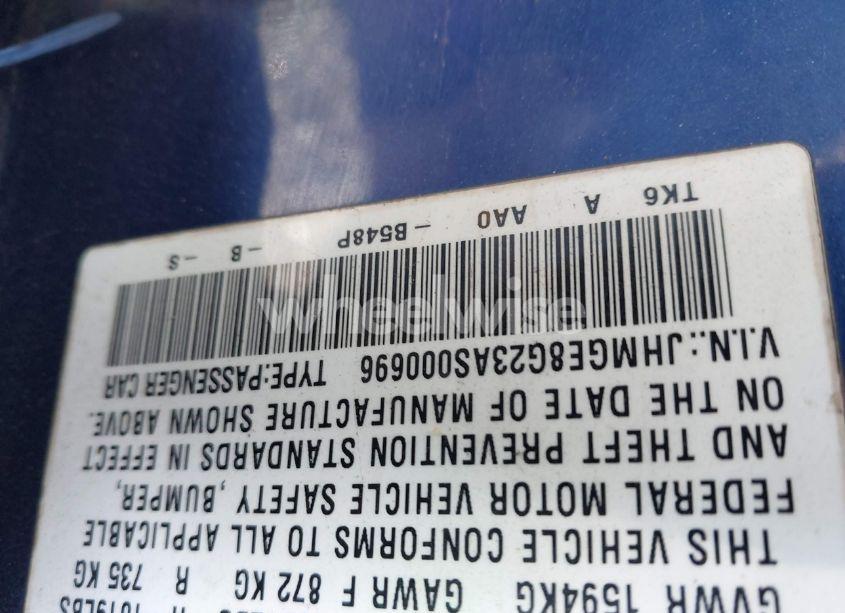 1619LBS
GVWR 1594KG GAWR F 872 KG R 735 KG
THIS VEHICLE CONFORMS TO ALL APPLICABLE
FEDERAL MOTOR VEHICLE SAFETY, BUMPER,
AND THEFT PREVENTION STANDARDS IN EFFECT
ON THE DATE OF MANUFACTURE SHOWN ABOVE.
V.I.N.:JHMGE8G23AS000696 TYPE:PASSENGER CAR
wheelwise
TK6 A AA0 -B548P -B -S